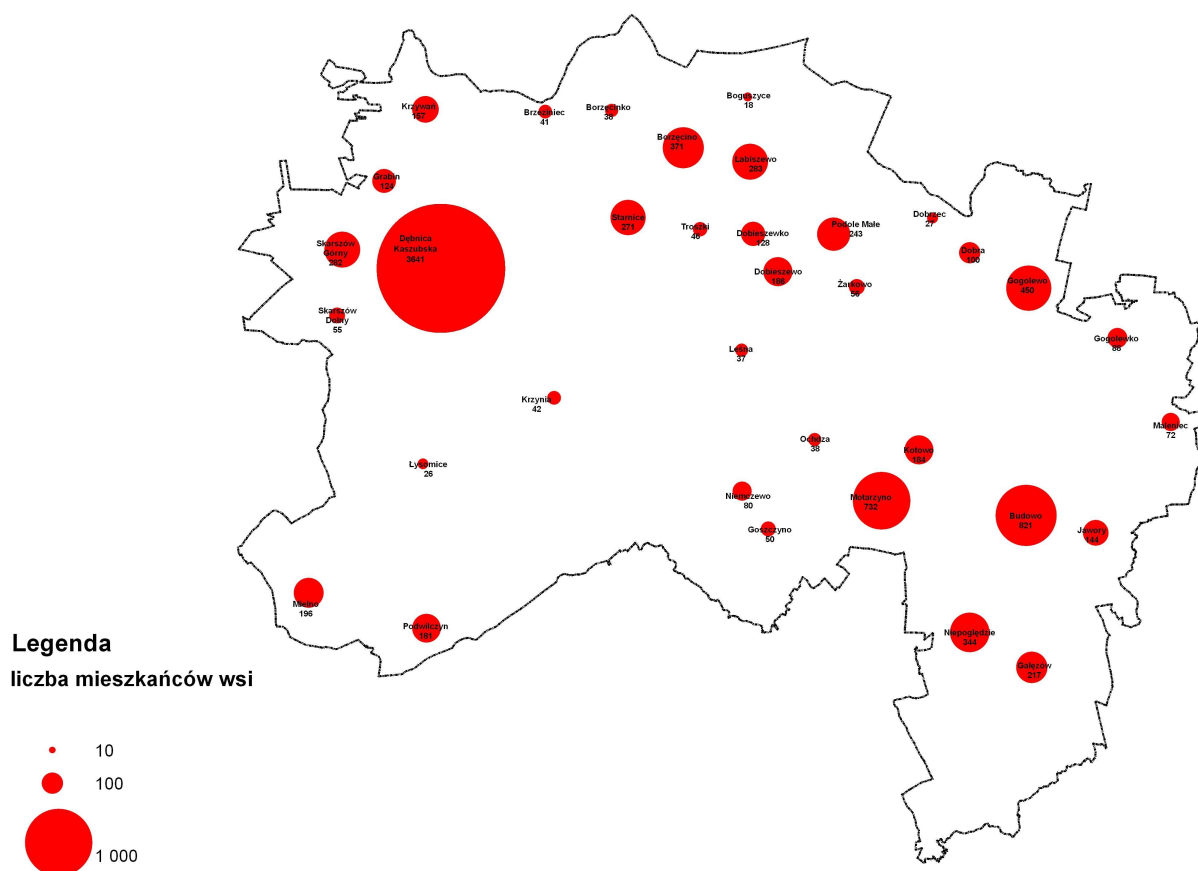 Krzywań
157
Brzeziniec
41
Borzęcinko
38
Boguszyce
18
Borzęcino
371
Łabiszewo
283
Grabin
124
Starnice
271
Troszki
46
Dobieszewko
128
Podole Małe
243
Dobrzec
27
Skarszów
Górny
282
Dębnica
Kaszubska
3641
Dobra
100
Dobieszewo
186
Żarkowo
56
Gogolewo
450
Skarszów
Dolny
55
Gogolewko
88
Leśna
37
Krzynia
42
Maleniec
72
Ochodza
38
Kotowo
184
Łysomice
26
Niemczewo
80
Motarzyno
732
Budowo
821
Goszczyno
50
Jawory
144
Mielno
196
Podwilczyn
181
Niepoględzie
344
Gałęzów
217
Legenda
liczba mieszkańców wsi
10
100
1 000